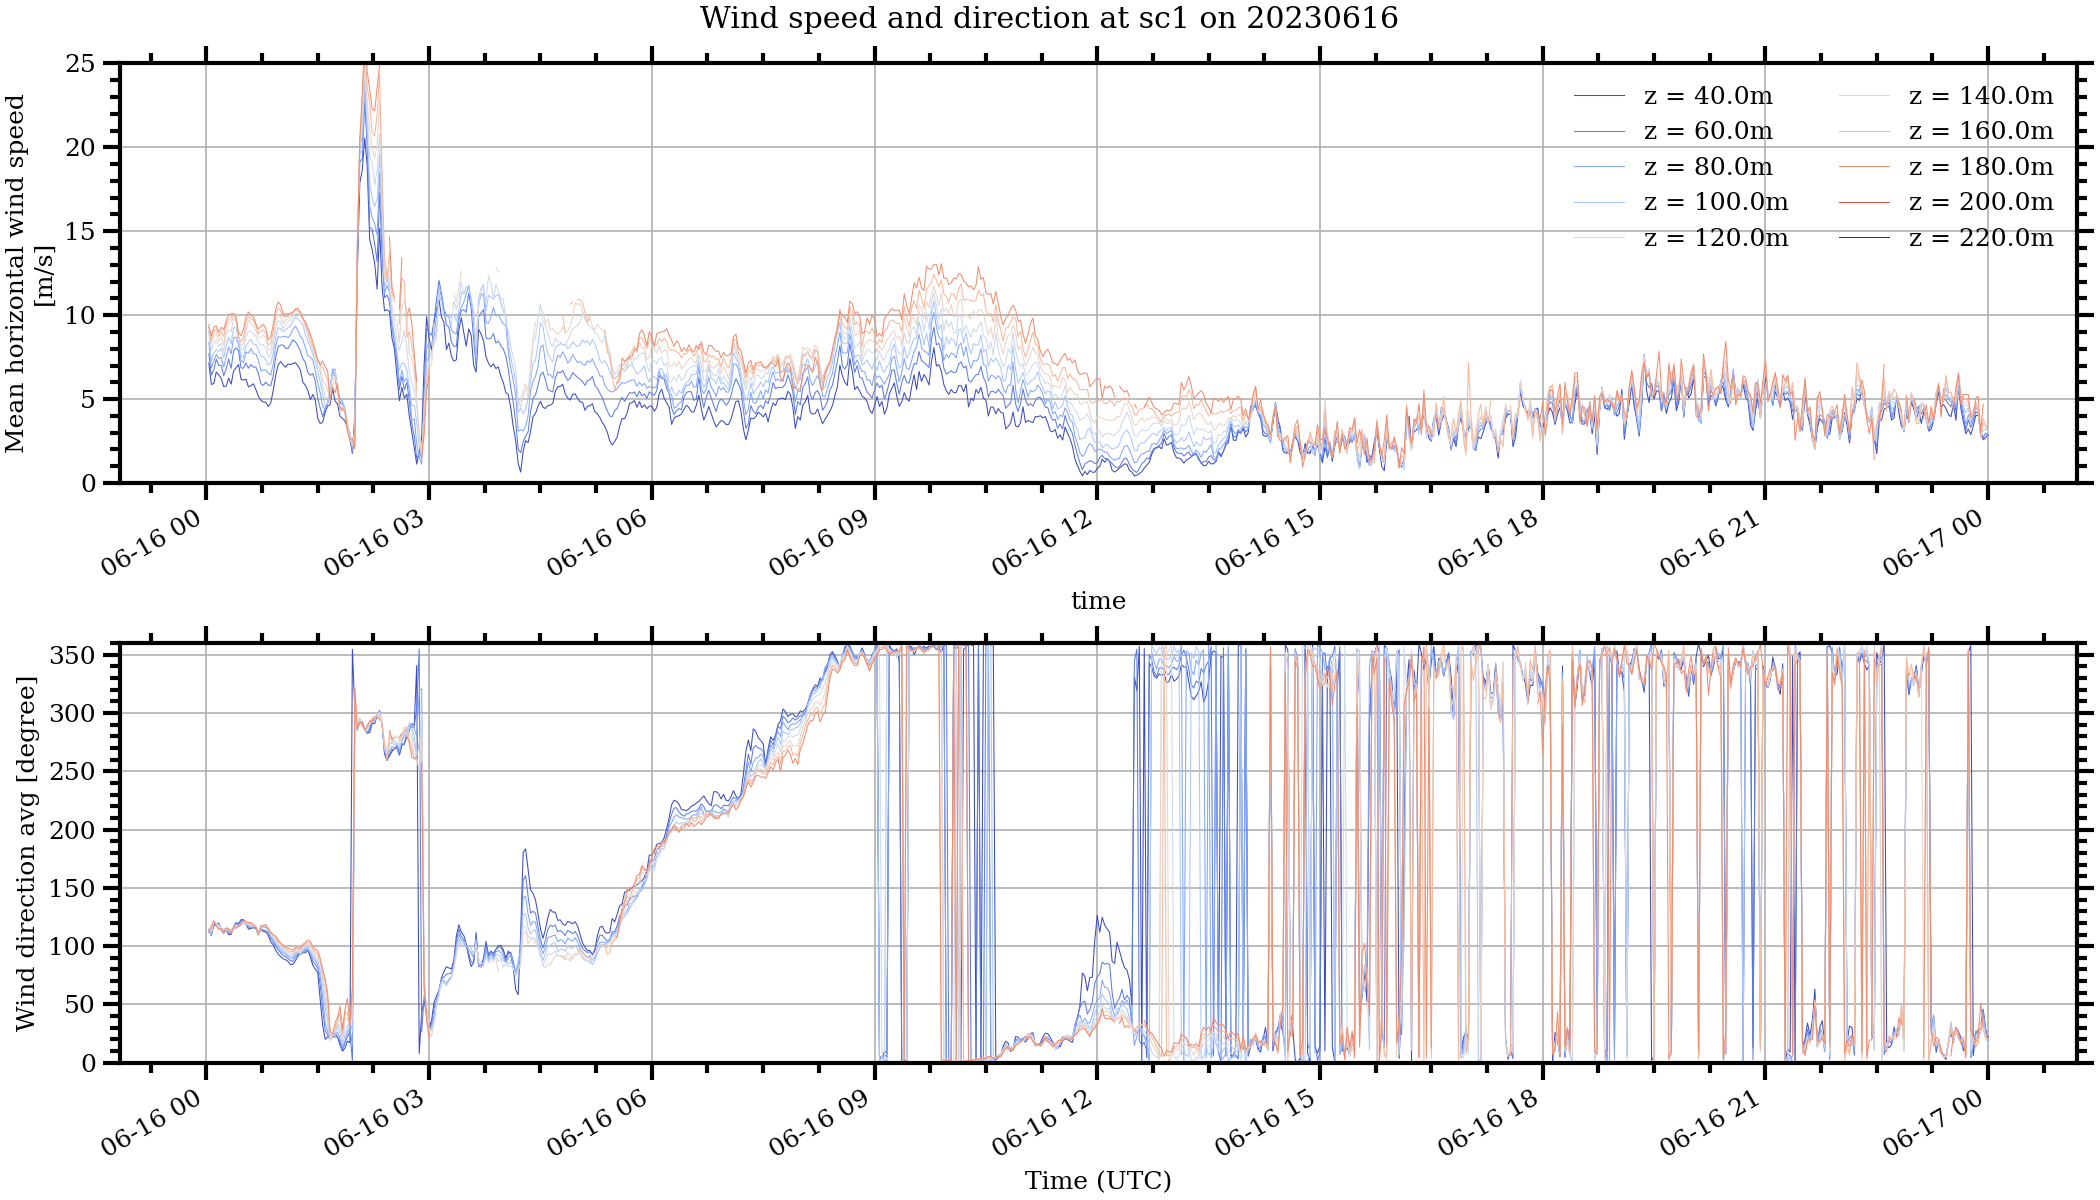 Wind speed and direction at sc1 on 20230616
Mean horizontal wind speed
[m/s]
25
20
15
10
5
0
z = 40.0m
z = 60.0m
z = 80.0m
z = 100.0m
z = 120.0m
z = 140.0m
z = 160.0m
z = 180.0m
z = 200.0m
z = 220.0m
06-16 00
06-16 03
06-16 06
06-16 09
06-16 12
06-16 15
06-16 18
06-16 21
06-17 00
time
Wind direction avg [degree]
350
300
250
200
150
100
50
0
06-16 00
06-16 03
06-16 06
06-16 09
06-16 12
06-16 15
06-16 18
06-16 21
06-17 00
Time (UTC)